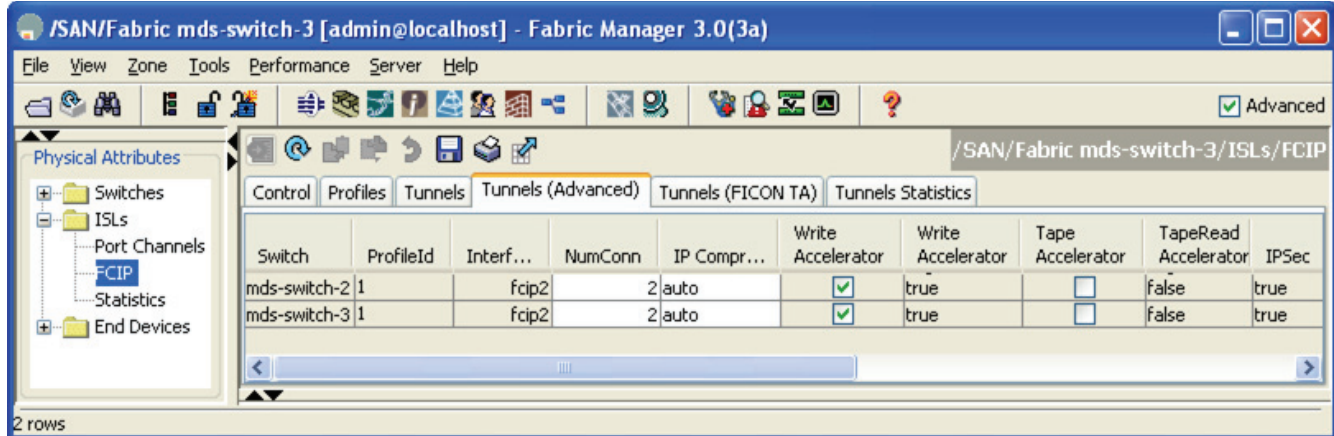 /SAN/Fabric mds-switch-3 [admin@localhost] - Fabric Manager 3.0(3a)
File View Zone Tools Performance Server Help
Advanced
Physical Attributes
/SAN/Fabric mds-switch-3/ISLs/FCIP
Switches
ISLs
Port Channels
FCIP
Statistics
End Devices
Control Profiles Tunnels Tunnels (Advanced) Tunnels (FICON TA) Tunnels Statistics
Switch ProfileId Interf... NumConn IP Compr... Write Accelerator Write Accelerator Tape Accelerator TapeRead Accelerator IPSec
mds-switch-2 1 fcip2 2 auto true false true
mds-switch-3 1 fcip2 2 auto true false true
2 rows